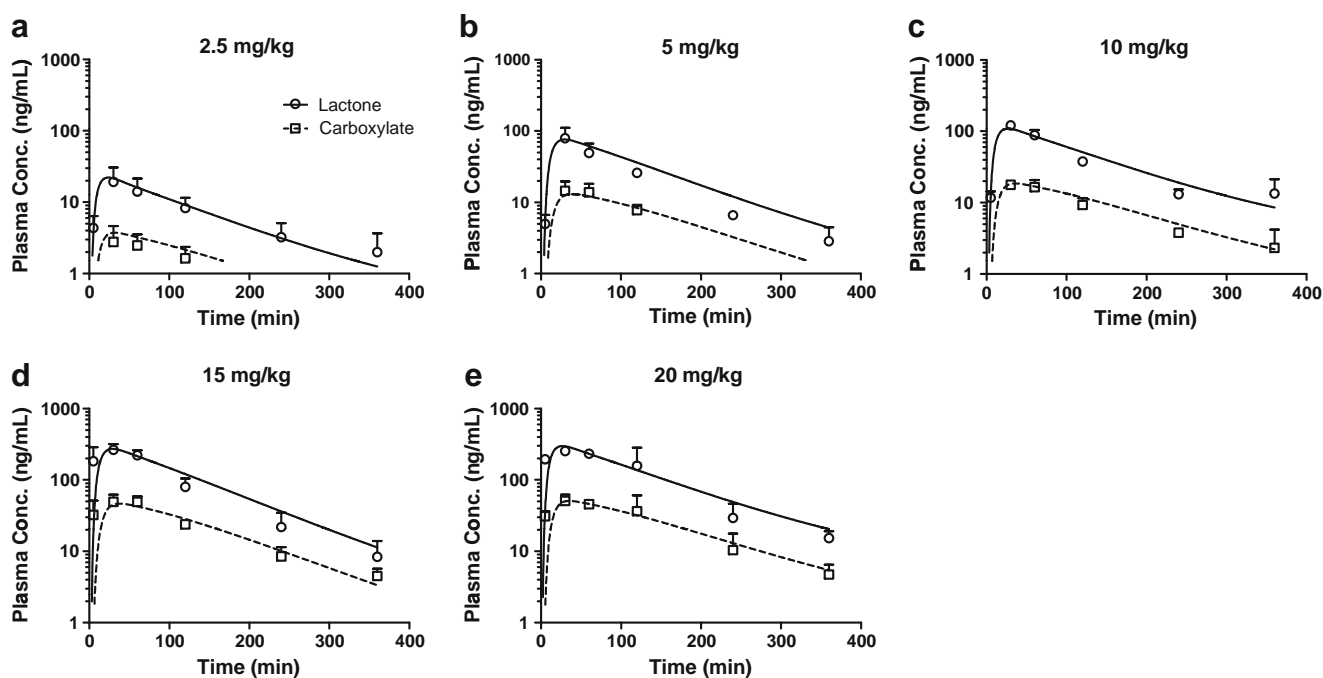 a
2.5 mg/kg
Plasma Conc. (ng/mL)
1000
100
10
1
0 100 200 300 400
Time (min)
Lactone
Carboxylate
b
5 mg/kg
Plasma Conc. (ng/mL)
1000
100
10
1
0 100 200 300 400
Time (min)
c
10 mg/kg
Plasma Conc. (ng/mL)
1000
100
10
1
0 100 200 300 400
Time (min)
d
15 mg/kg
Plasma Conc. (ng/mL)
1000
100
10
1
0 100 200 300 400
Time (min)
e
20 mg/kg
Plasma Conc. (ng/mL)
1000
100
10
1
0 100 200 300 400
Time (min)